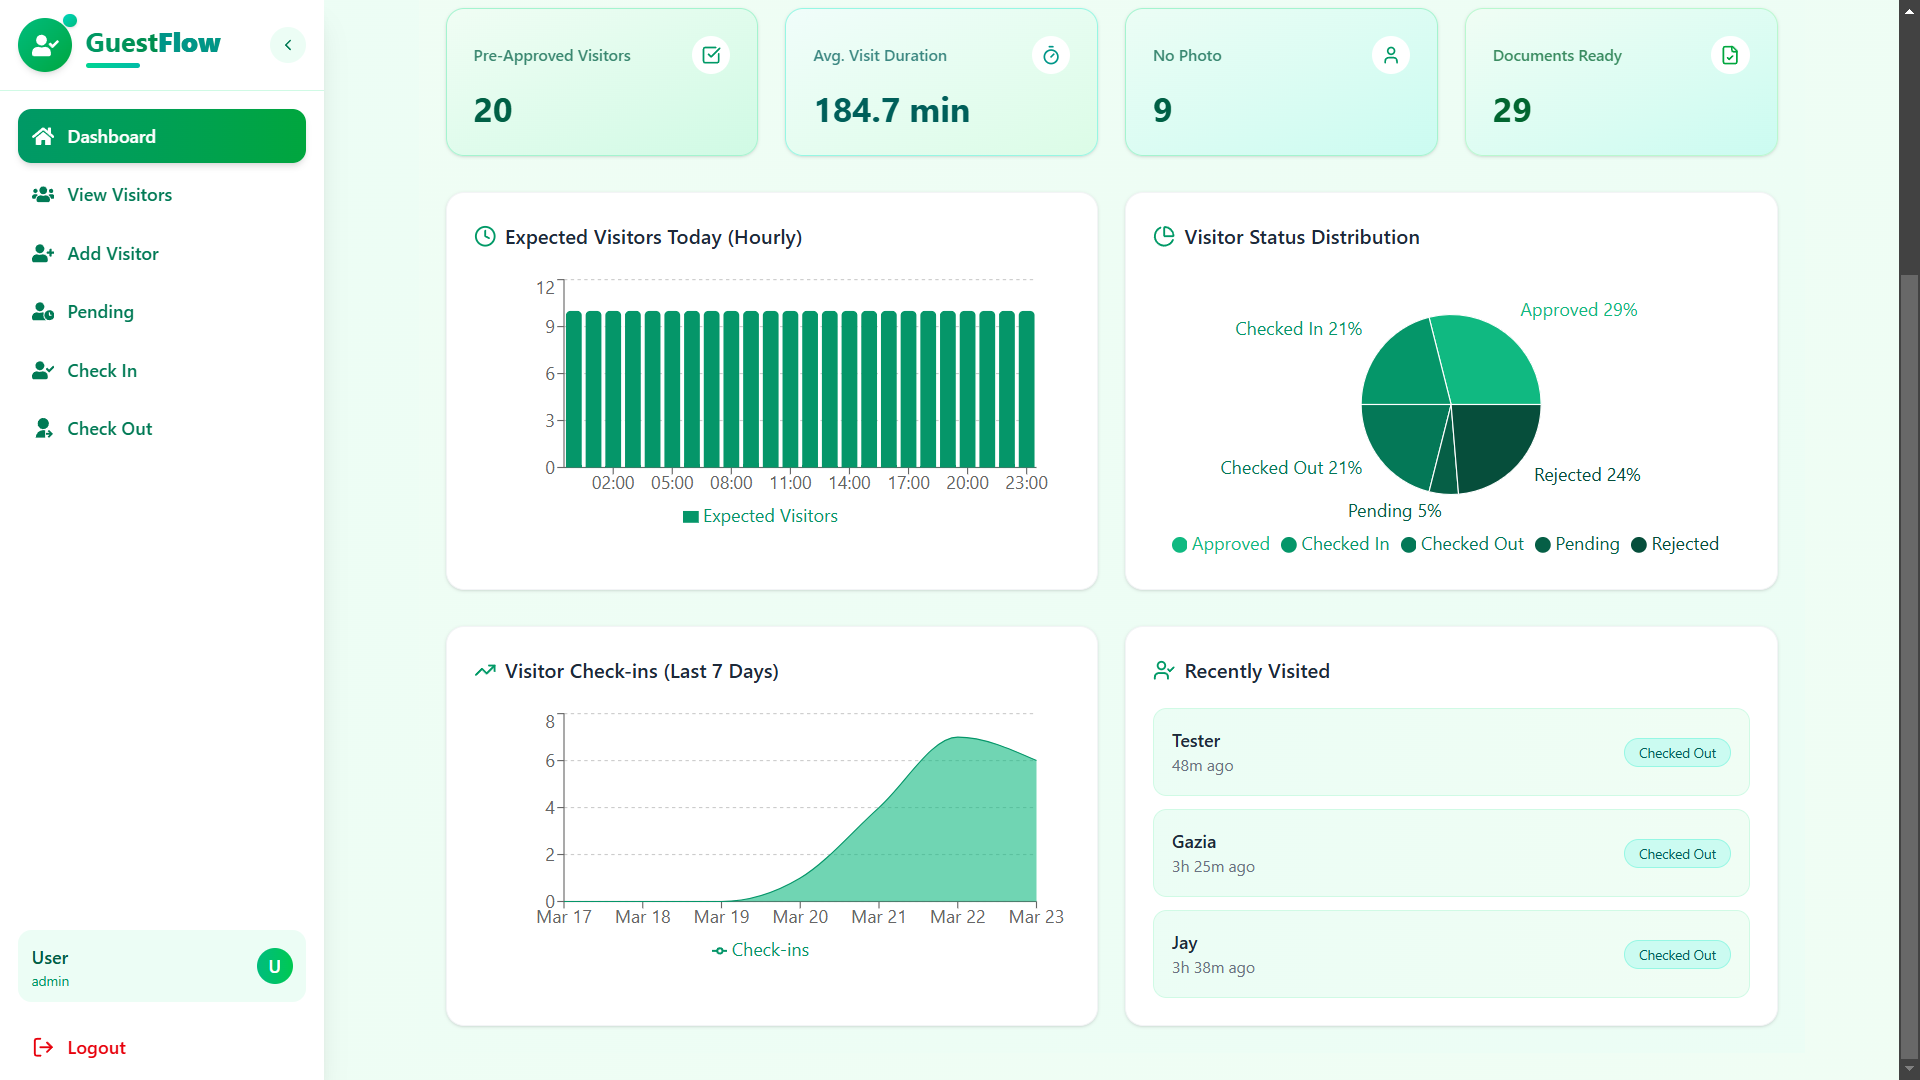 GuestFlow
Dashboard
View Visitors
Add Visitor
Pending
Check In
Check Out
User
admin
U
Logout
Pre-Approved Visitors
20
Avg. Visit Duration
184.7 min
No Photo
9
Documents Ready
29
Expected Visitors Today (Hourly)
12
9
6
3
0
02:00 05:00 08:00 11:00 14:00 17:00 20:00 23:00
Expected Visitors
Visitor Status Distribution
Approved 29%
Checked In 21%
Checked Out 21%
Rejected 24%
Pending 5%
Approved Checked In Checked Out Pending Rejected
Visitor Check-ins (Last 7 Days)
8
6
4
2
0
Mar 17 Mar 18 Mar 19 Mar 20 Mar 21 Mar 22 Mar 23
Check-ins
Recently Visited
Tester
48m ago
Checked Out
Gazia
3h 25m ago
Checked Out
Jay
3h 38m ago
Checked Out